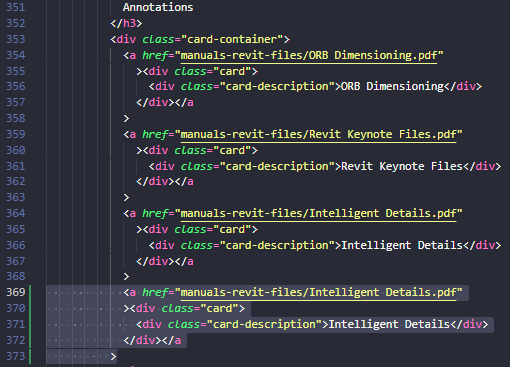 351 Annotations
352 </h3>
353 <div class="card-container">
354 <a href="manuals-revit-files/ORB Dimensioning.pdf"
355 ><div class="card">
356 <div class="card-description">ORB Dimensioning</div>
357 </div></a
358 >
359 <a href="manuals-revit-files/Revit Keynote Files.pdf"
360 ><div class="card">
361 <div class="card-description">Revit Keynote Files</div>
362 </div></a
363 >
364 <a href="manuals-revit-files/Intelligent Details.pdf"
365 ><div class="card">
366 <div class="card-description">Intelligent Details</div>
367 </div></a
368 >
369 <a href="manuals-revit-files/Intelligent Details.pdf"
370 ><div class="card">
371 <div class="card-description">Intelligent Details</div>
372 </div></a
373 >